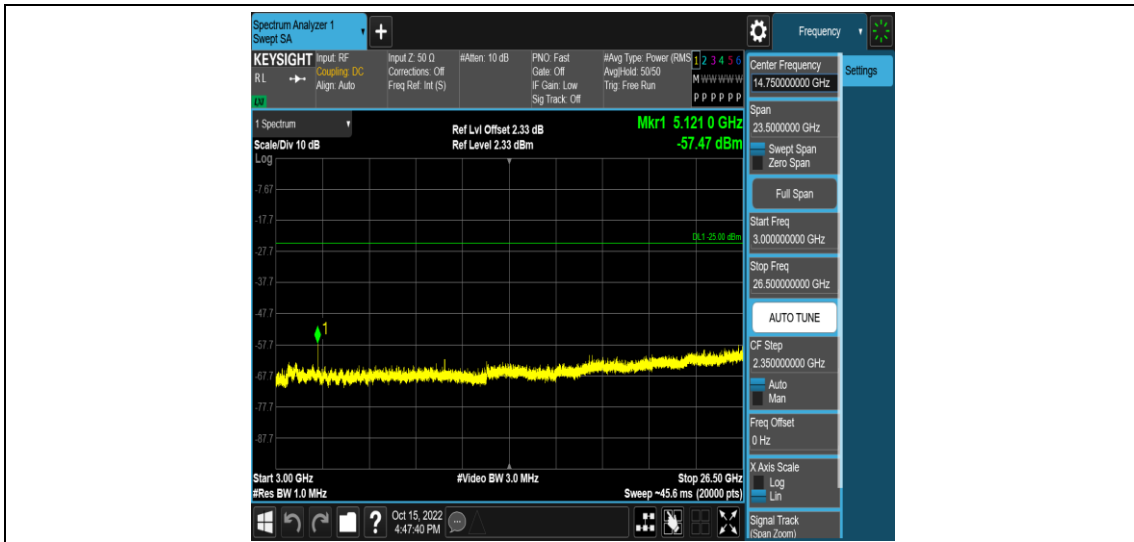 Spectrum Analyzer 1
Swept SA
+
Frequency
KEYSIGHT
RL
LXI
Input: RF
Coupling: DC
Align: Auto
Input Z: 50 Ω
Corrections: Off
Freq Ref: Int (S)
#Atten: 10 dB
PNO: Fast
Gate: Off
IF Gain: Low
Sig Track: Off
#Avg Type: Power (RMS
Avg|Hold: 50/50
Trig: Free Run
1 2 3 4 5 6
M W W W W W
P P P P P P
1 Spectrum
Scale/Div 10 dB
Log
Ref Lvl Offset 2.33 dB
Ref Level 2.33 dBm
Mkr1 5.121 0 GHz
-57.47 dBm
-7.67
-17.7
DL1 -25.00 dBm
-27.7
-37.7
-47.7
1
-57.7
-67.7
-77.7
-87.7
Start 3.00 GHz
#Res BW 1.0 MHz
#Video BW 3.0 MHz
Stop 26.50 GHz
Sweep ~45.6 ms (20000 pts)
Center Frequency
14.750000000 GHz
Settings
Span
23.5000000 GHz
Swept Span
Zero Span
Full Span
Start Freq
3.000000000 GHz
Stop Freq
26.500000000 GHz
AUTO TUNE
CF Step
2.350000000 GHz
Auto
Man
Freq Offset
0 Hz
X Axis Scale
Log
Lin
Signal Track
(Span Zoom)
?
Oct 15, 2022
4:47:40 PM